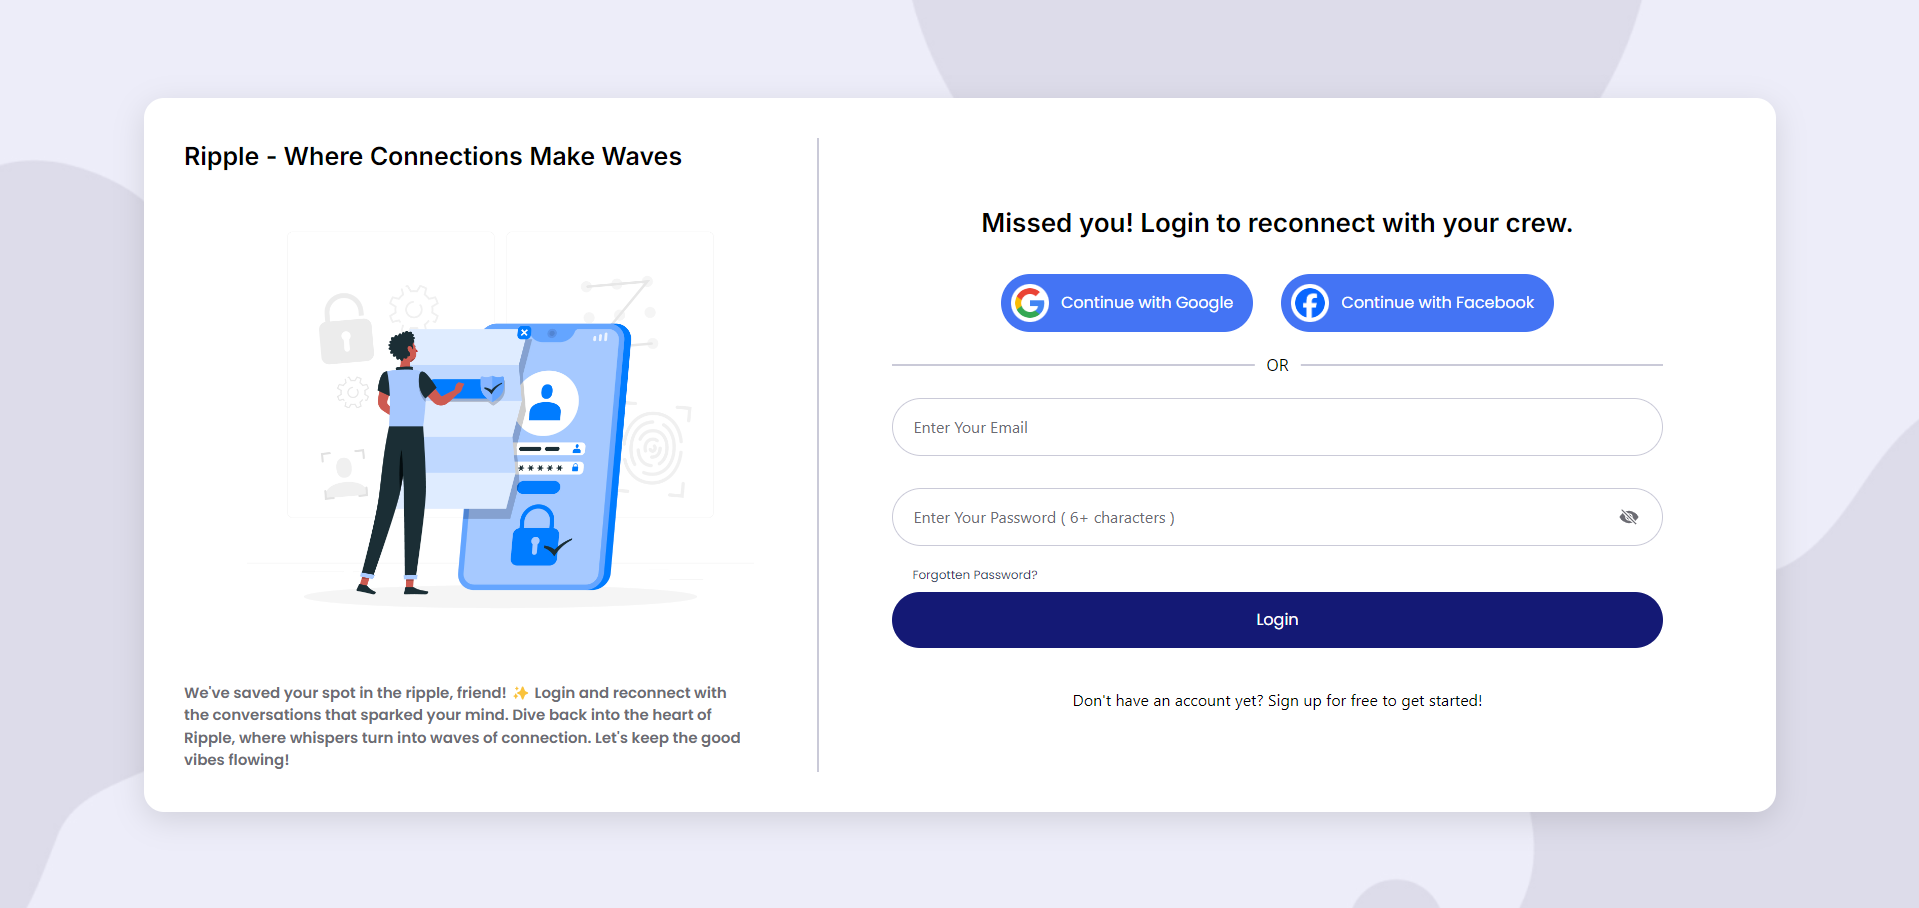 Ripple - Where Connections Make Waves
We've saved your spot in the ripple, friend! ✨ Login and reconnect with
the conversations that sparked your mind. Dive back into the heart of
Ripple, where whispers turn into waves of connection. Let's keep the good
vibes flowing!
Missed you! Login to reconnect with your crew.
Continue with Google
Continue with Facebook
OR
Enter Your Email
Enter Your Password ( 6+ characters )
Forgotten Password?
Login
Don't have an account yet? Sign up for free to get started!